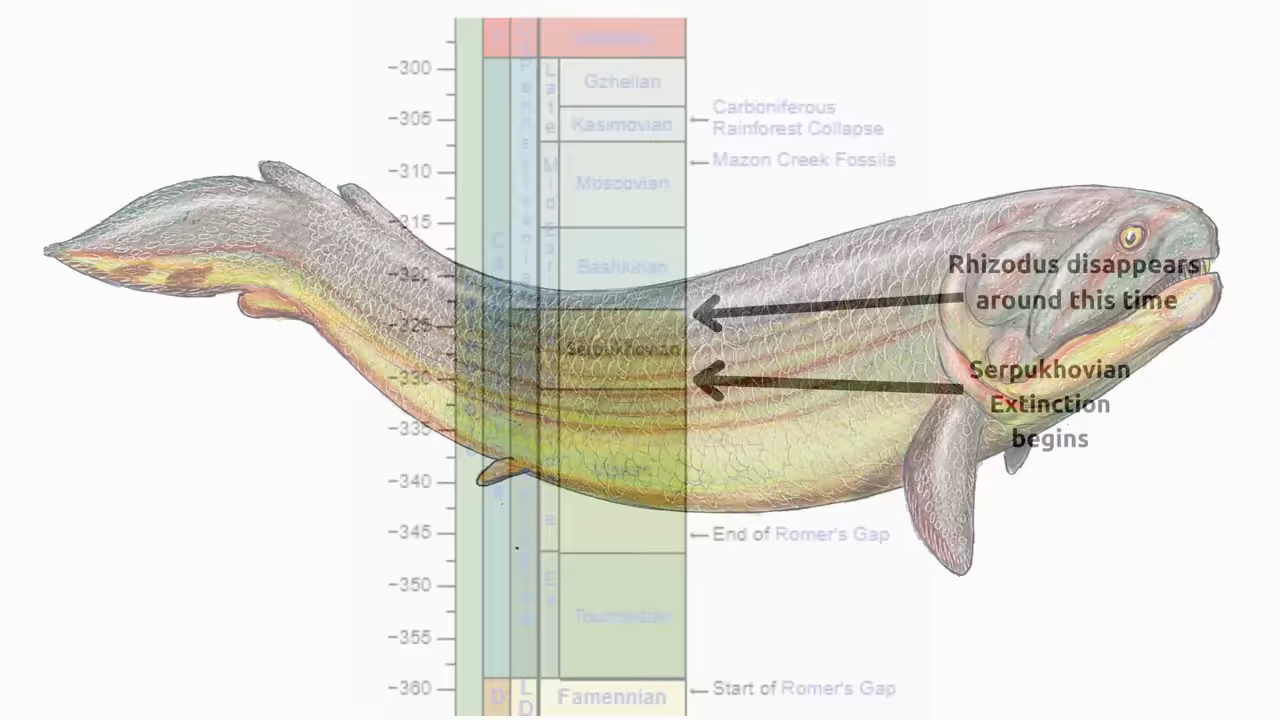 −300
Gzhelian
−305
Kasimovian
Carboniferous
Rainforest Collapse
Mazon Creek Fossils
−310
Moscovian
−315
−320
Bashkirian
Rhizodus disappears
around this time
−325
Serpukhovian
−330
Serpukhovian
Extinction
begins
−335
−340
−345
End of Romer's Gap
−350
Tournaisian
−355
−360
D
L
D
Famennian
Start of Romer's Gap